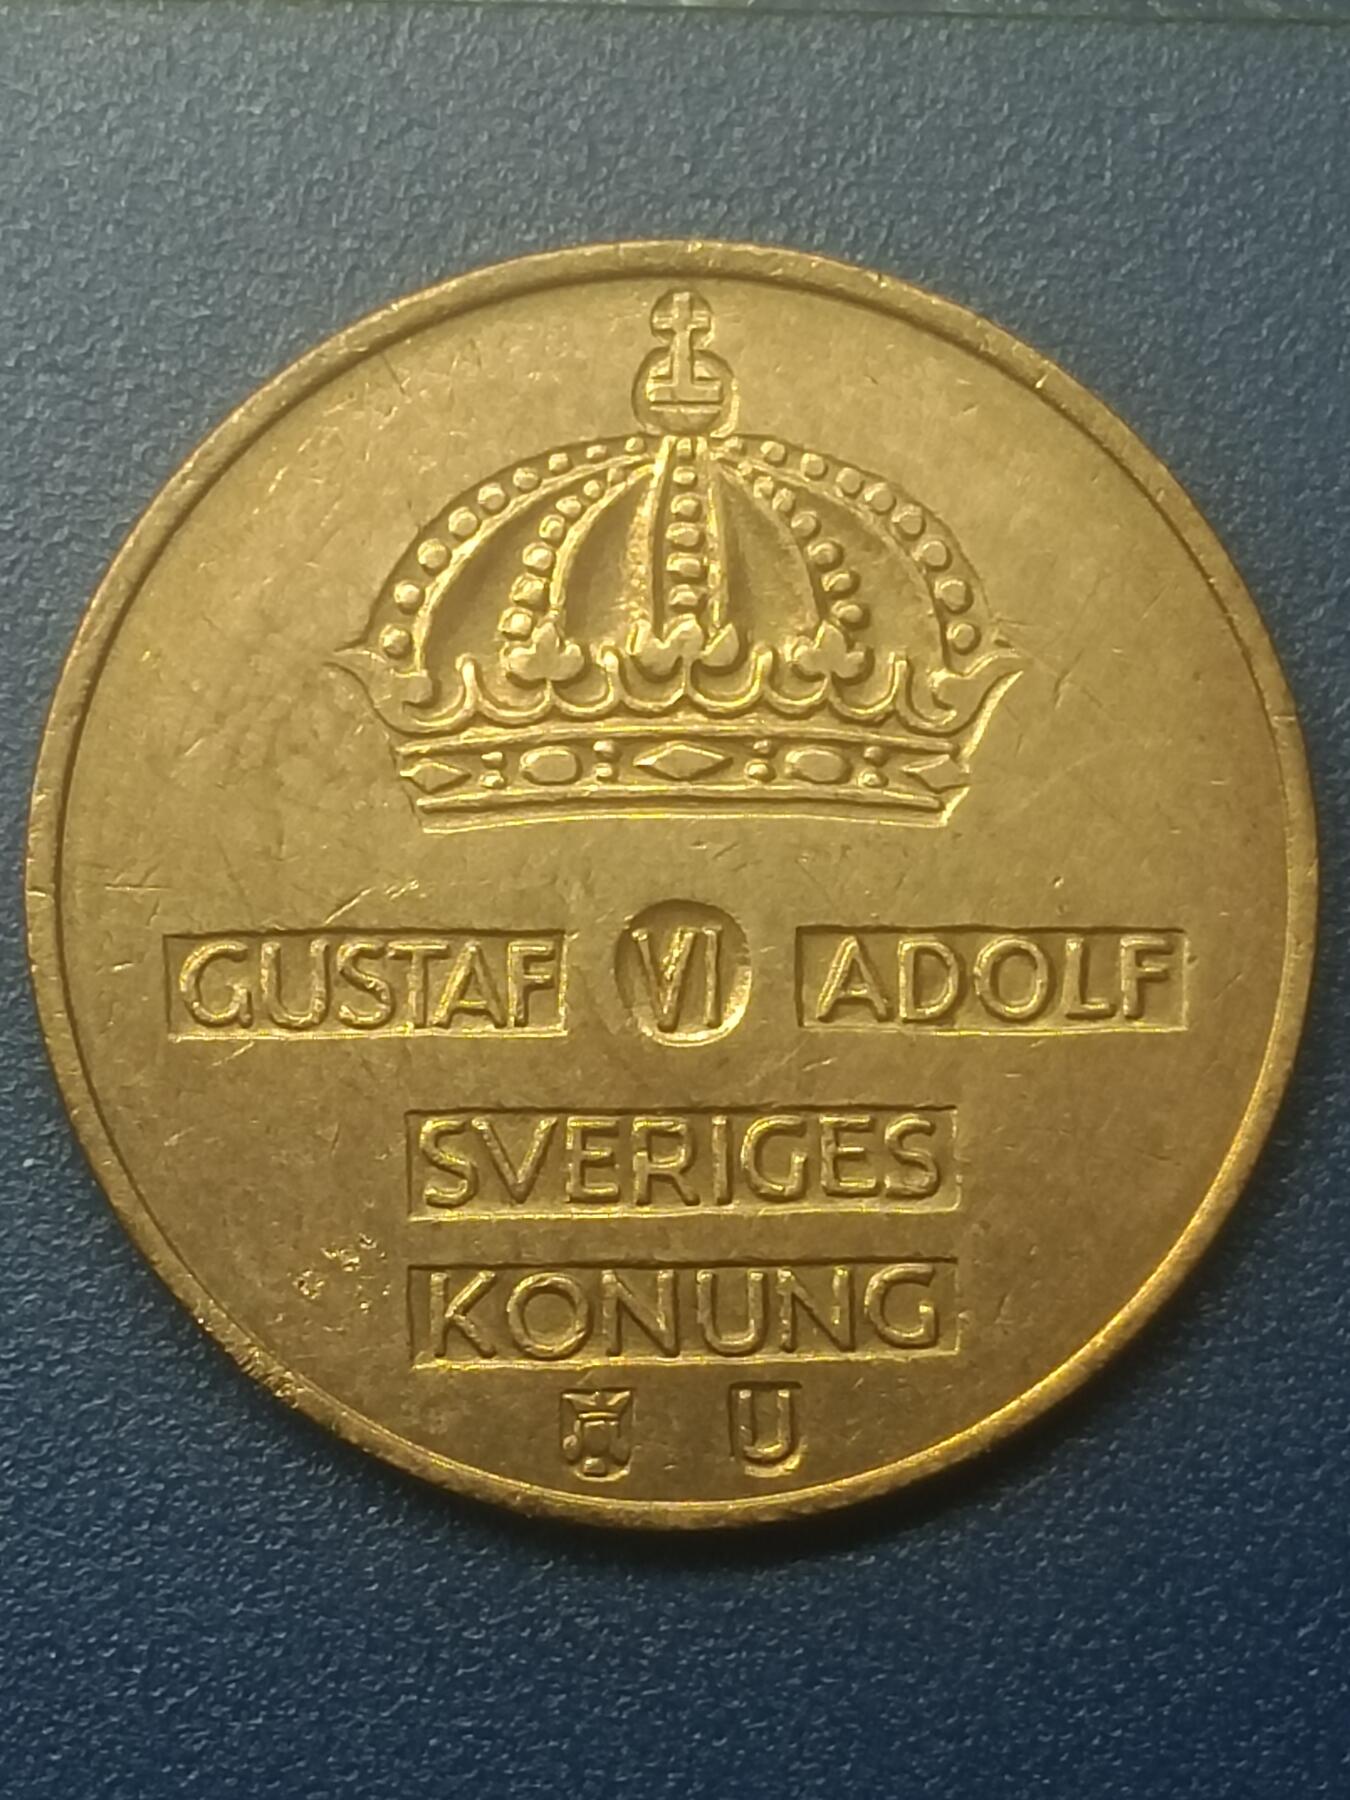 GUSTAF VI ADOLF
SVERIGES
KONUNG
U